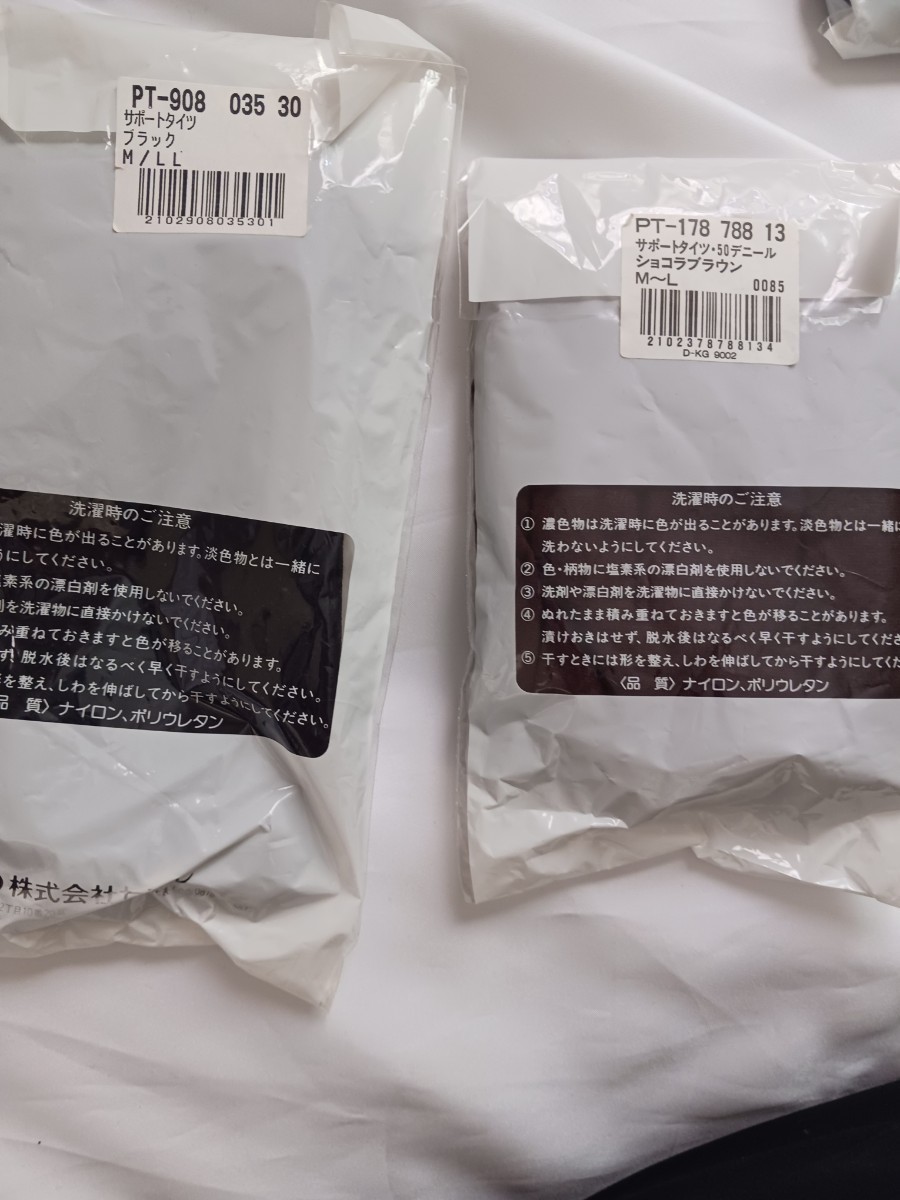 PT-908 035 30
サポートタイツ
ブラック
M/LL
2102908035301
洗濯時のご注意
濯時に色が出ることがあります。淡色物とは一緒に
うにしてください。
塩素系の漂白剤を使用しないでください。
剤を洗濯物に直接かけないでください。
み重ねておきますと色が移ることがあります。
ず、脱水後はなるべく早く干すようにしてください。
形を整え、しわを伸ばしてから干すようにしてください。
品 質〉ナイロン、ポリウレタン
株式会社
PT-178 788 13
サポートタイツ・50デニール
ショコラブラウン
M〜L 0085
2102378788134
D-KG 9002
洗濯時のご注意
① 濃色物は洗濯時に色が出ることがあります。淡色物とは一緒に
洗わないようにしてください。
② 色・柄物に塩素系の漂白剤を使用しないでください。
③ 洗剤や漂白剤を洗濯物に直接かけないでください。
④ ぬれたまま積み重ねておきますと色が移ることがあります。
漬けおきはせず、脱水後はなるべく早く干すようにしてくださ
⑤ 干すときには形を整え、しわを伸ばしてから干すようにしてくだ
〈品 質〉ナイロン、ポリウレタン